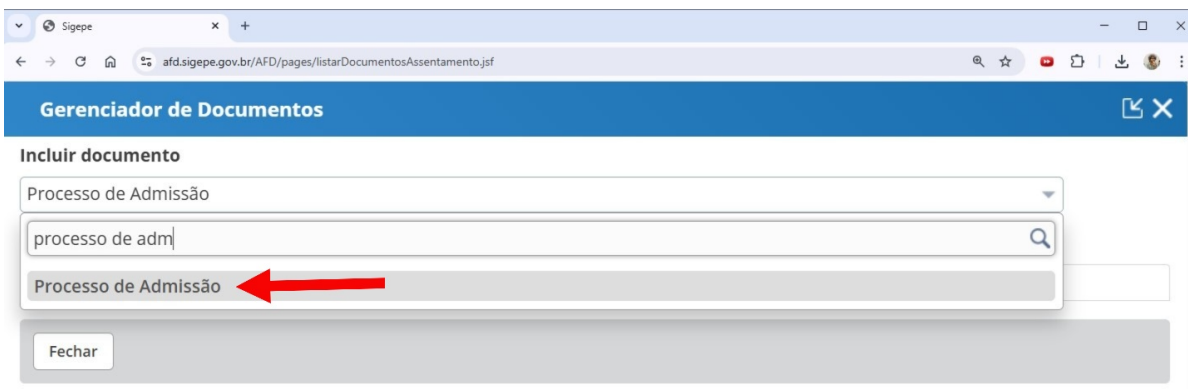 Sigepe
afd.sigepe.gov.br/AFD/pages/listarDocumentosAssentamento.jsf
Gerenciador de Documentos
Incluir documento
Processo de Admissão
processo de adm
Processo de Admissão
Fechar